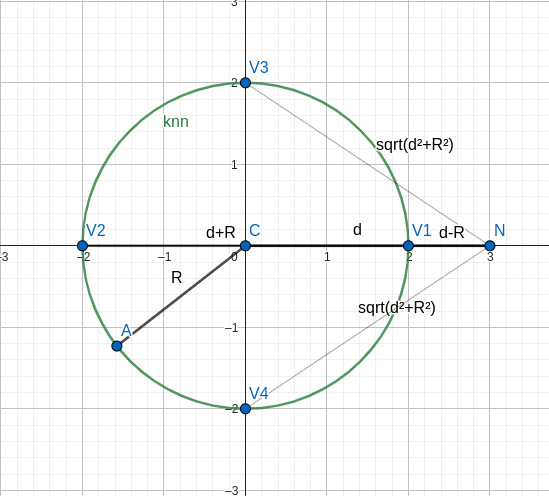 3
V3
2
knn
sqrt(d²+R²)
1
V2
d+R
C
d
V1
d-R
N
-3
–2
–1
0
1
2
3
R
A
–1
sqrt(d²+R²)
V4
–2
–3